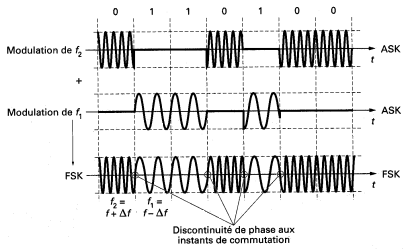 0 1 1 0 1 0 0
Modulation de f₂ ASK
t
+
Modulation de f₁ ASK
t
FSK FSK
t
f₂ = f₁ =
f + Δf f − Δf
Discontinuité de phase aux
instants de commutation